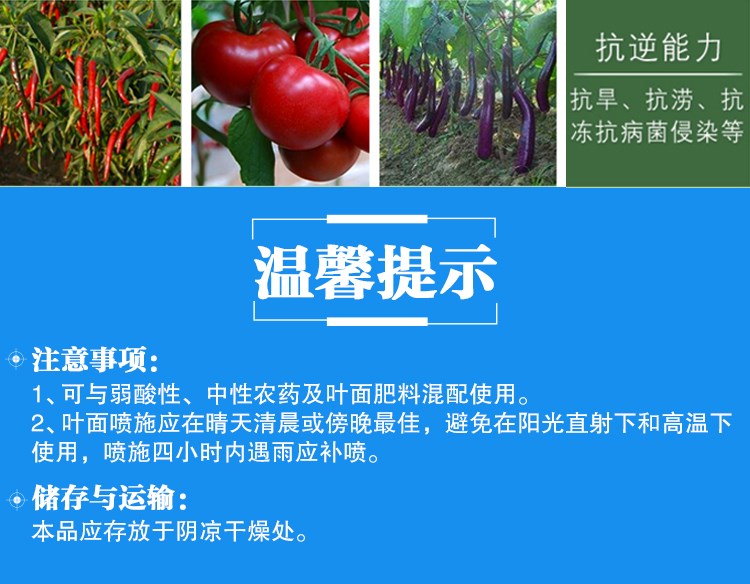 抗逆能力
抗旱、抗涝、抗
冻抗病菌侵染等
温馨提示
注意事项：
1、可与弱酸性、中性农药及叶面肥料混配使用。
2、叶面喷施应在晴天清晨或傍晚最佳，避免在阳光直射下和高温下
使用，喷施四小时内遇雨应补喷。
储存与运输：
本品应存放于阴凉干燥处。